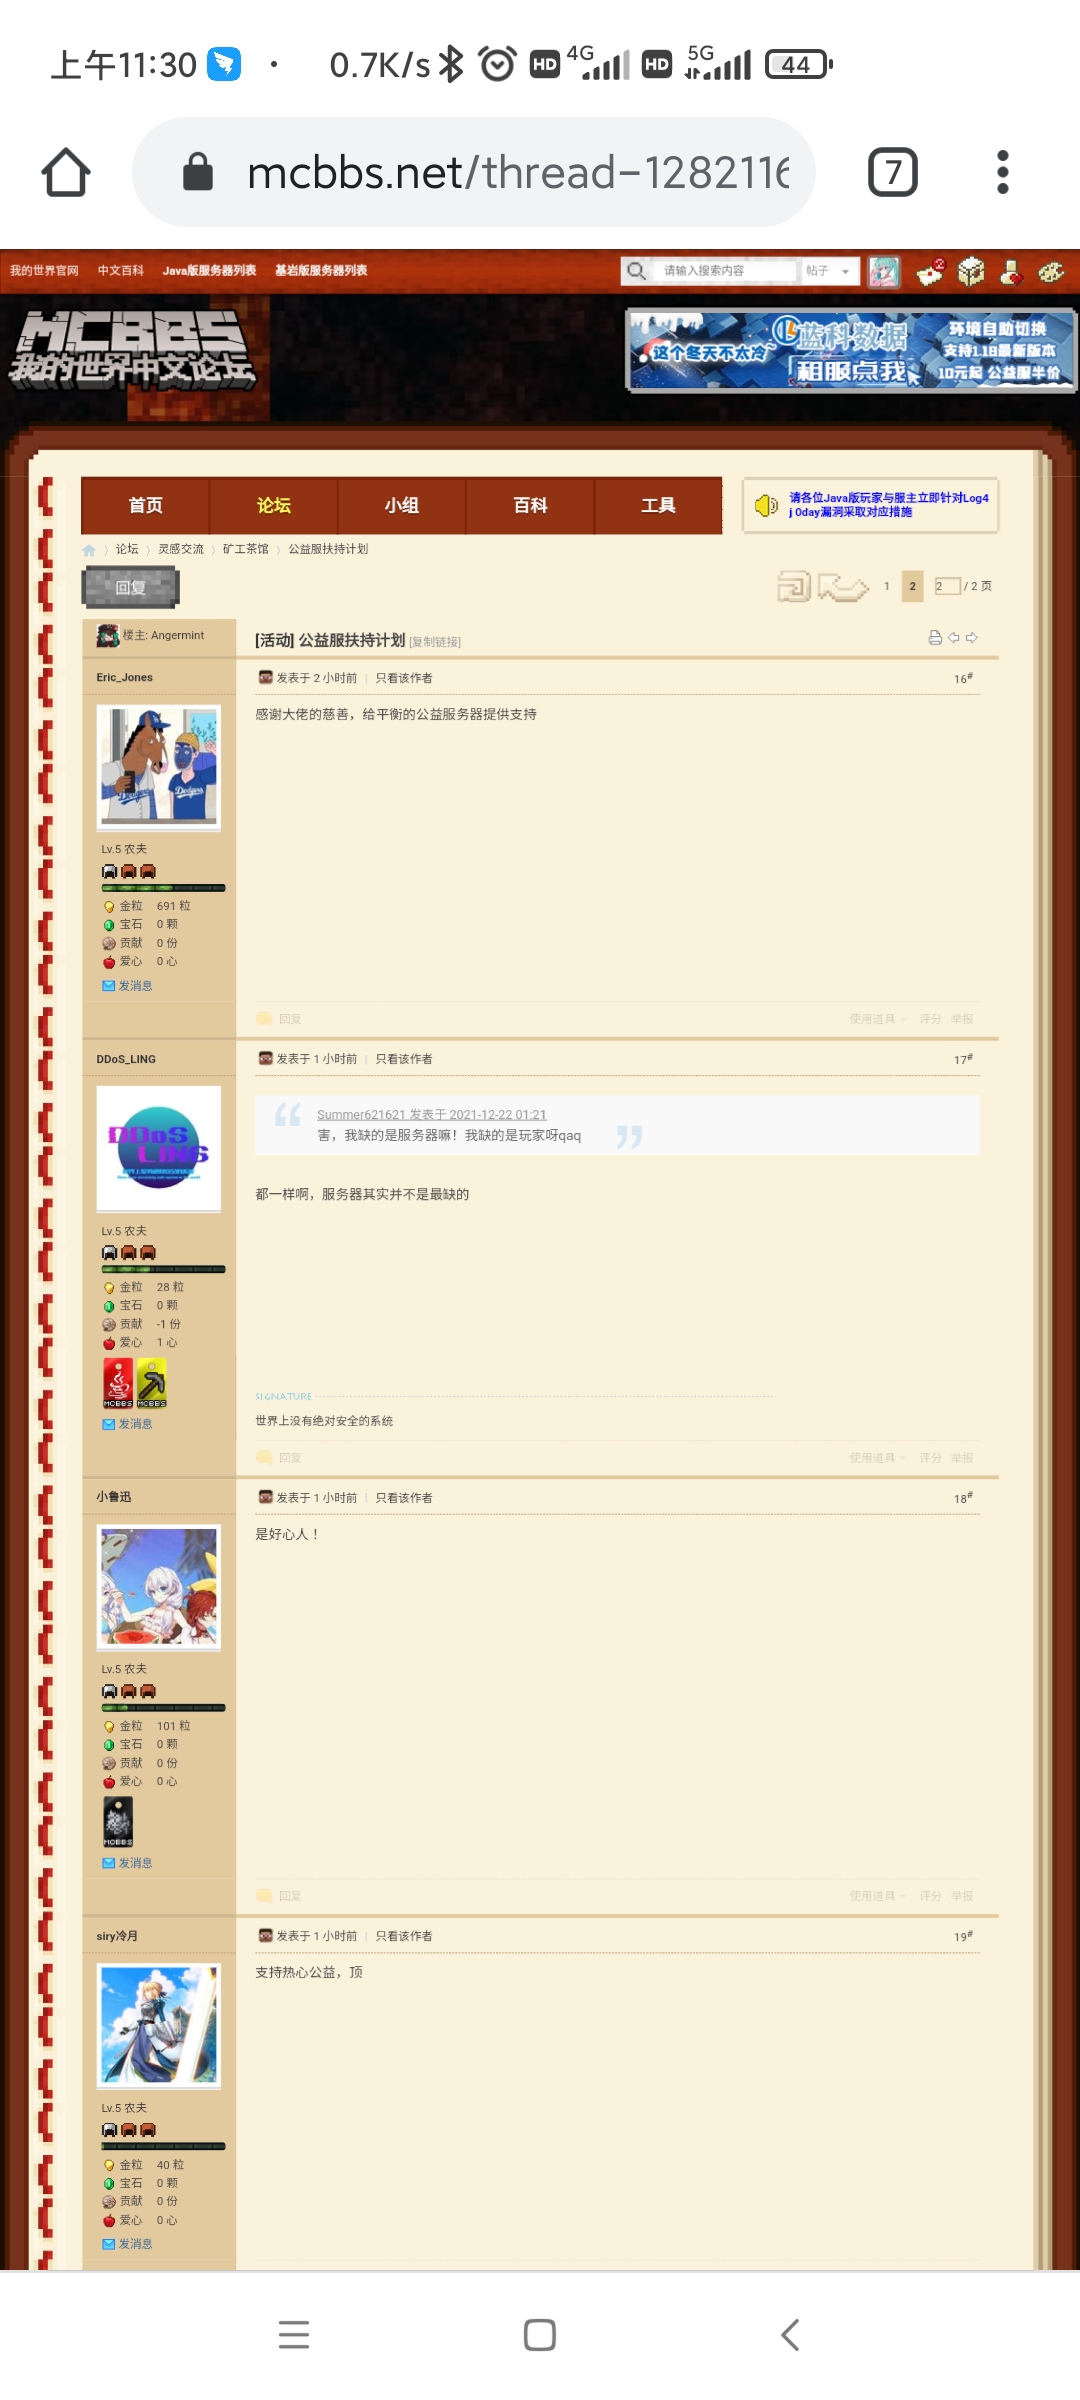 上午11:30 · 0.7K/s HD 4G HD 5G 44
mcbbs.net/thread-1282116
7
我的世界官网 中文百科 Java版服务器列表 基岩版服务器列表 请输入搜索内容 帖子 2
MCBBS
我的世界中文论坛
这个冬天不太冷
蓝科数据
租服点我
环境自助切换
支持1.18最新版本
10元起 公益服半价
首页 论坛 小组 百科 工具
请各位Java版玩家与服主立即针对Log4
j 0day漏洞采取对应措施
论坛 〉 灵感交流 〉 矿工茶馆 〉 公益服扶持计划
回复
1 2 2 / 2 页
楼主: Angermint
[活动] 公益服扶持计划 [复制链接]
Eric_Jones
发表于 2 小时前 | 只看该作者
16#
感谢大佬的慈善，给平衡的公益服务器提供支持
Dodgers
Dodgers
Lv.5 农夫
金粒 691 粒
宝石 0 颗
贡献 0 份
爱心 0 心
发消息
回复
使用道具 评分 举报
DDoS_LING
发表于 1 小时前 | 只看该作者
17#
DDoS
LING
Summer621621 发表于 2021-12-22 01:21
害，我缺的是服务器嘛！我缺的是玩家呀qaq
都一样啊，服务器其实并不是最缺的
Lv.5 农夫
金粒 28 粒
宝石 0 颗
贡献 -1 份
爱心 1 心
MCBBS MCBBS
发消息
SIGNATURE
世界上没有绝对安全的系统
回复
使用道具 评分 举报
小鲁迅
发表于 1 小时前 | 只看该作者
18#
是好心人！
Lv.5 农夫
金粒 101 粒
宝石 0 颗
贡献 0 份
爱心 0 心
MCBBS
发消息
回复
使用道具 评分 举报
siry冷月
发表于 1 小时前 | 只看该作者
19#
支持热心公益，顶
Lv.5 农夫
金粒 40 粒
宝石 0 颗
贡献 0 份
爱心 0 心
发消息